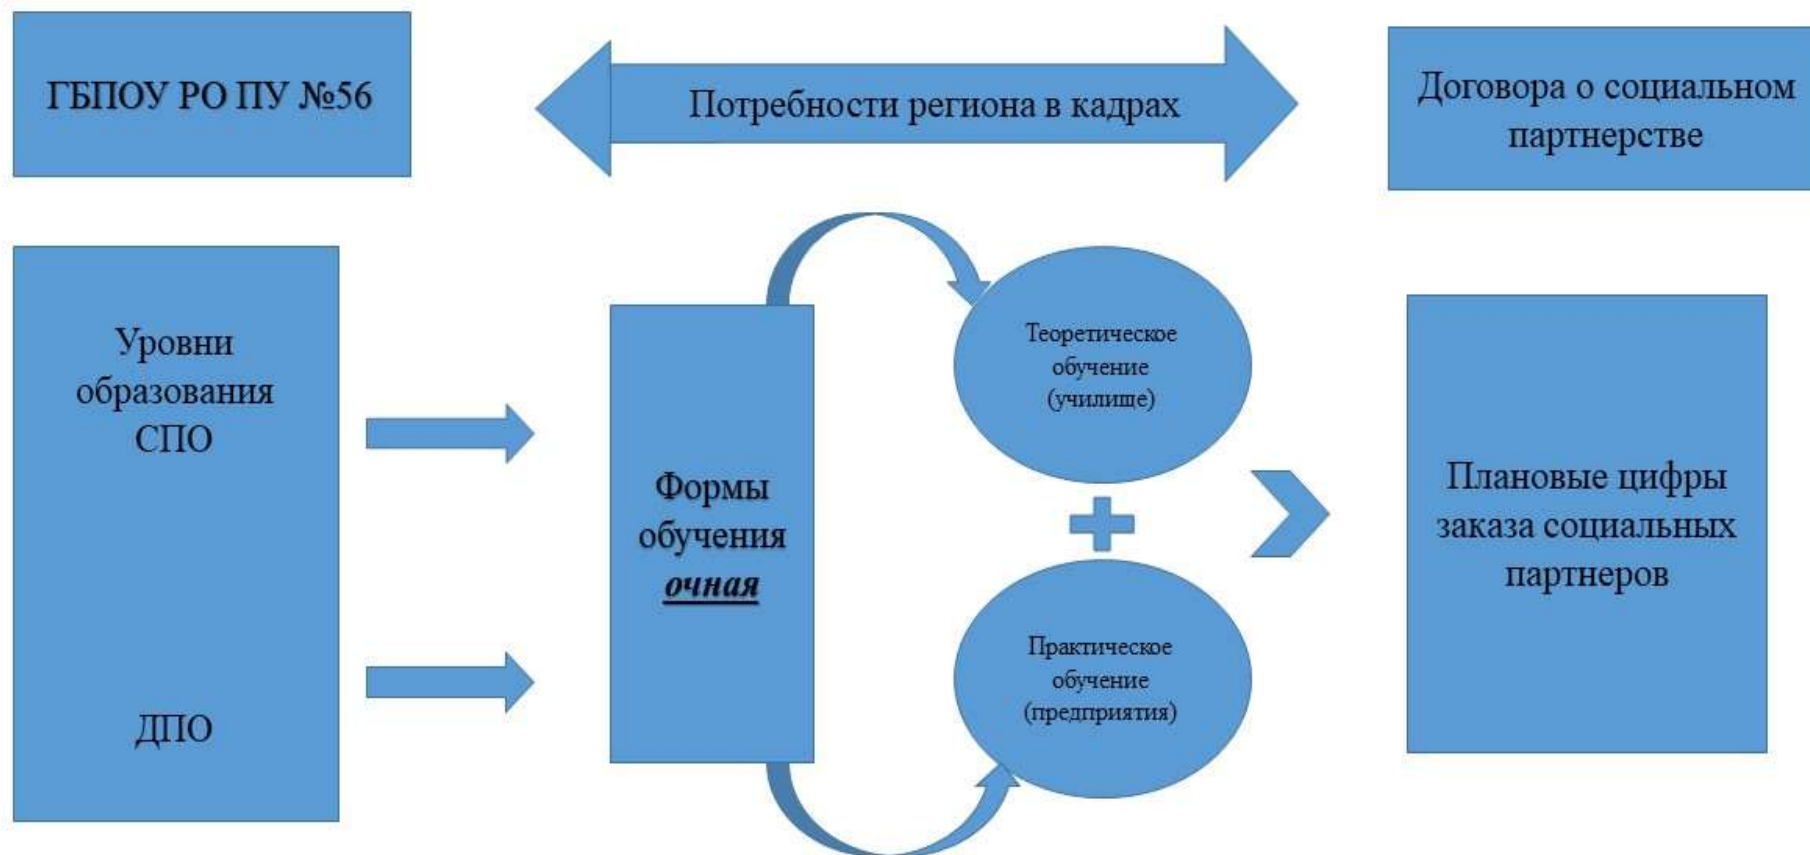 ГБПОУ РО ПУ №56
Потребности региона в кадрах
Договора о социальном
партнерстве
Уровни
образования
СПО
ДПО
Формы
обучения
очная
Теоретическое
обучение
(училище)
Практическое
обучение
(предприятия)
Плановые цифры
заказа социальных
партнеров